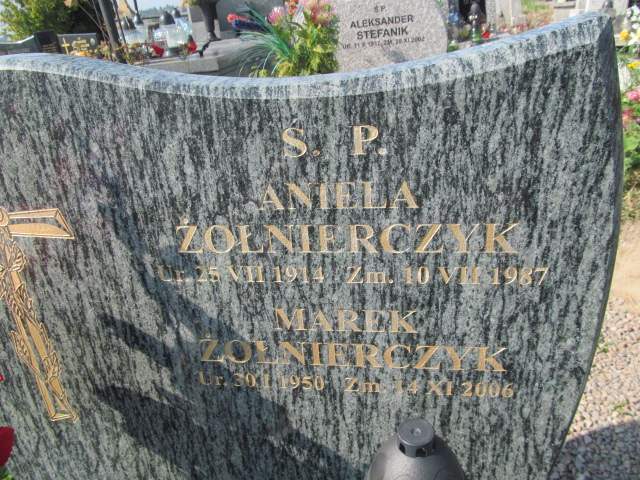 Ś. P.
ALEKSANDER
STEFANIK
Ś. P.
ANIELA
ŻOŁNIERCZYK
Ur. 25 VII 1914 Zm. 10 VII 1987
MAREK
ŻOŁNIERCZYK
Ur. 30 I 1950 Zm. 14 XI 2006